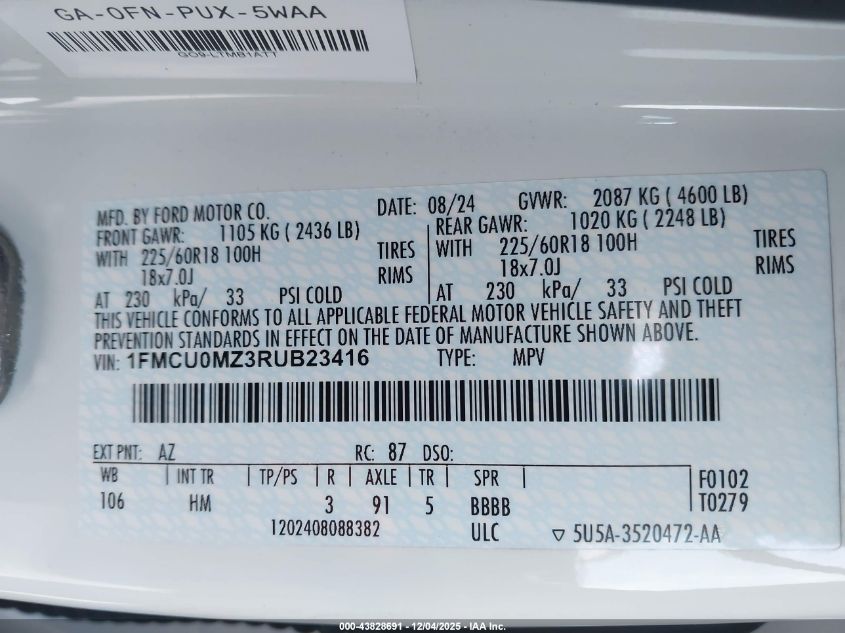 GA-0FN-PUX-5WAA
GO9-LTMB1ATT
MFD. BY FORD MOTOR CO. DATE: 08/24 GVWR: 2087 KG ( 4600 LB)
FRONT GAWR: 1105 KG ( 2436 LB) REAR GAWR: 1020 KG ( 2248 LB)
WITH 225/60R18 100H TIRES WITH 225/60R18 100H TIRES
18x7.0J RIMS 18x7.0J RIMS
AT 230 kPa/ 33 PSI COLD AT 230 kPa/ 33 PSI COLD
THIS VEHICLE CONFORMS TO ALL APPLICABLE FEDERAL MOTOR VEHICLE SAFETY AND THEFT
PREVENTION STANDARDS IN EFFECT ON THE DATE OF MANUFACTURE SHOWN ABOVE.
VIN: 1FMCU0MZ3RUB23416 TYPE: MPV
EXT PNT: AZ RC: 87 DSO:
WB INT TR TP/PS R AXLE TR SPR F0102
106 HM 3 91 5 BBBB T0279
1202408088382 ULC ▽ 5U5A-3520472-AA
000-43828691 - 12/04/2025 - IAA Inc.